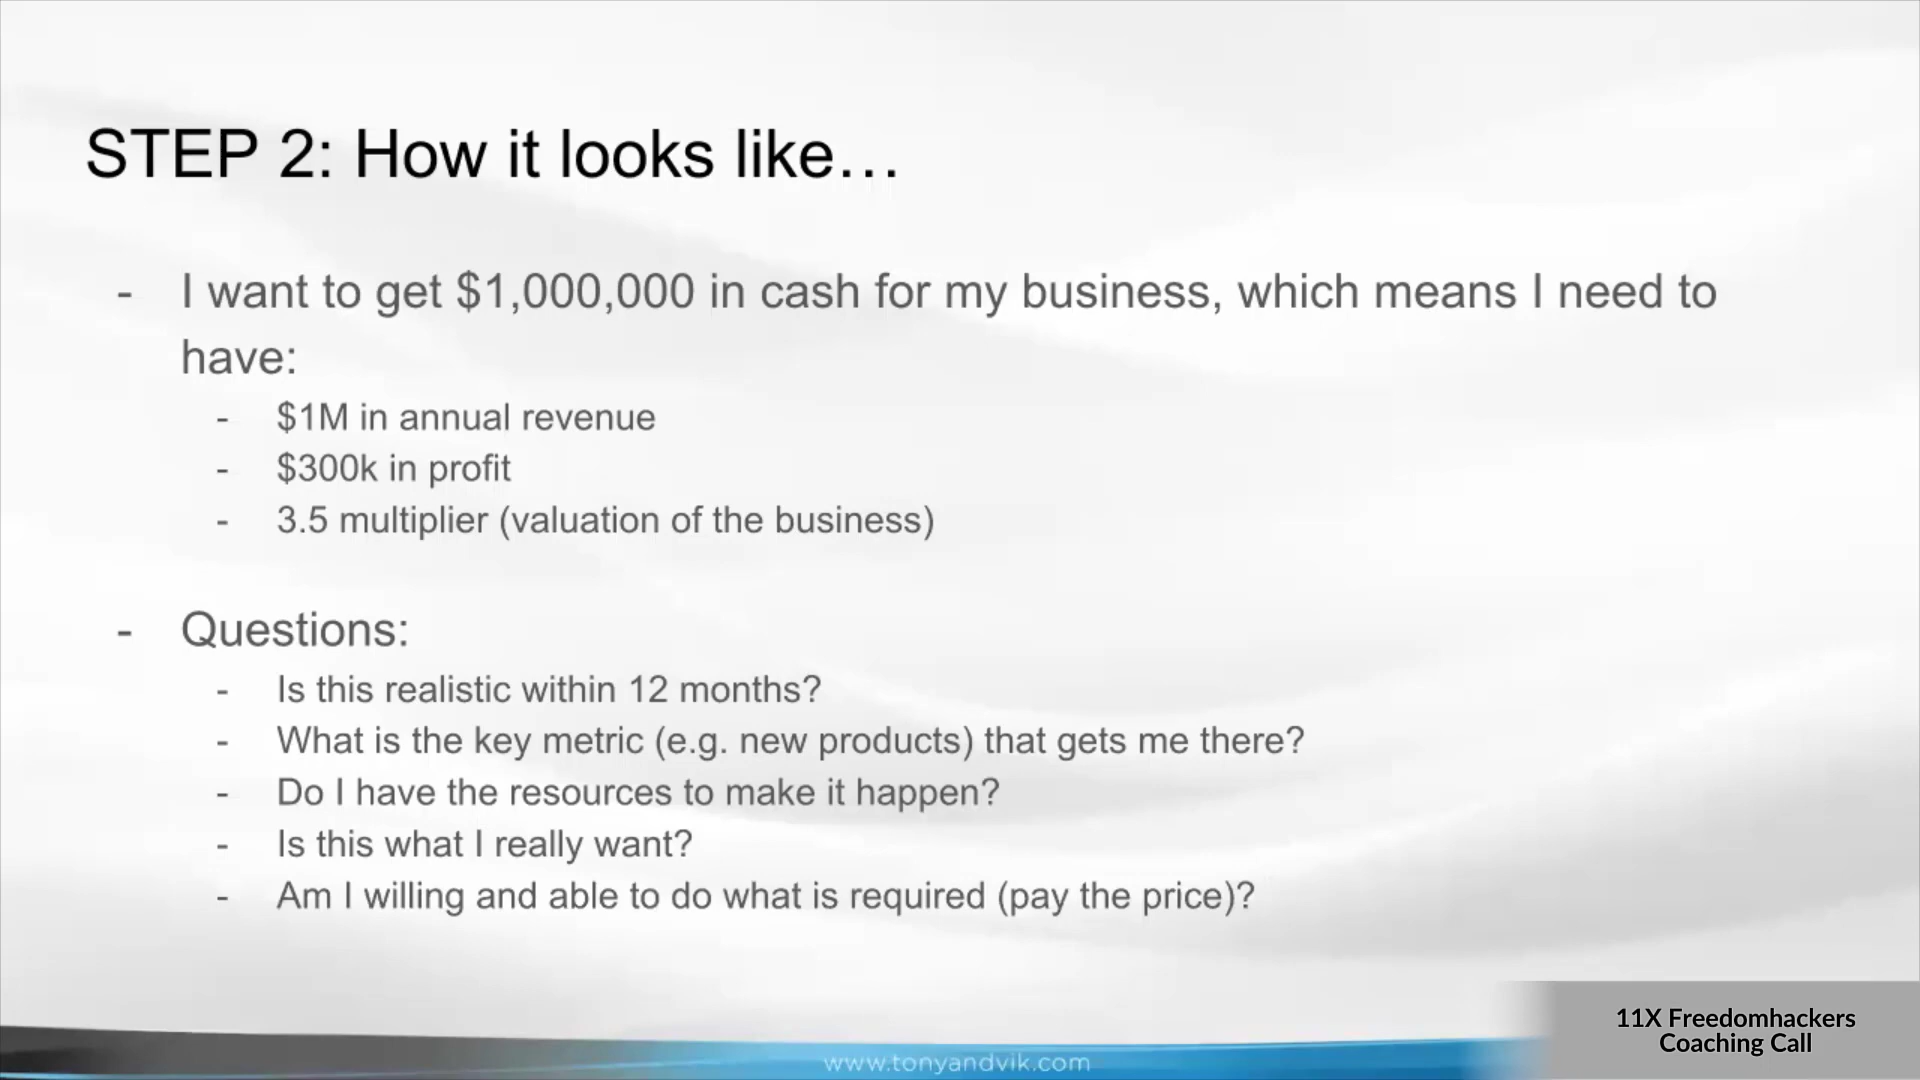 STEP 2: How it looks like…
- I want to get $1,000,000 in cash for my business, which means I need to
have:
- $1M in annual revenue
- $300k in profit
- 3.5 multiplier (valuation of the business)
- Questions:
- Is this realistic within 12 months?
- What is the key metric (e.g. new products) that gets me there?
- Do I have the resources to make it happen?
- Is this what I really want?
- Am I willing and able to do what is required (pay the price)?
11X Freedomhackers
Coaching Call
www.tonyandvik.com